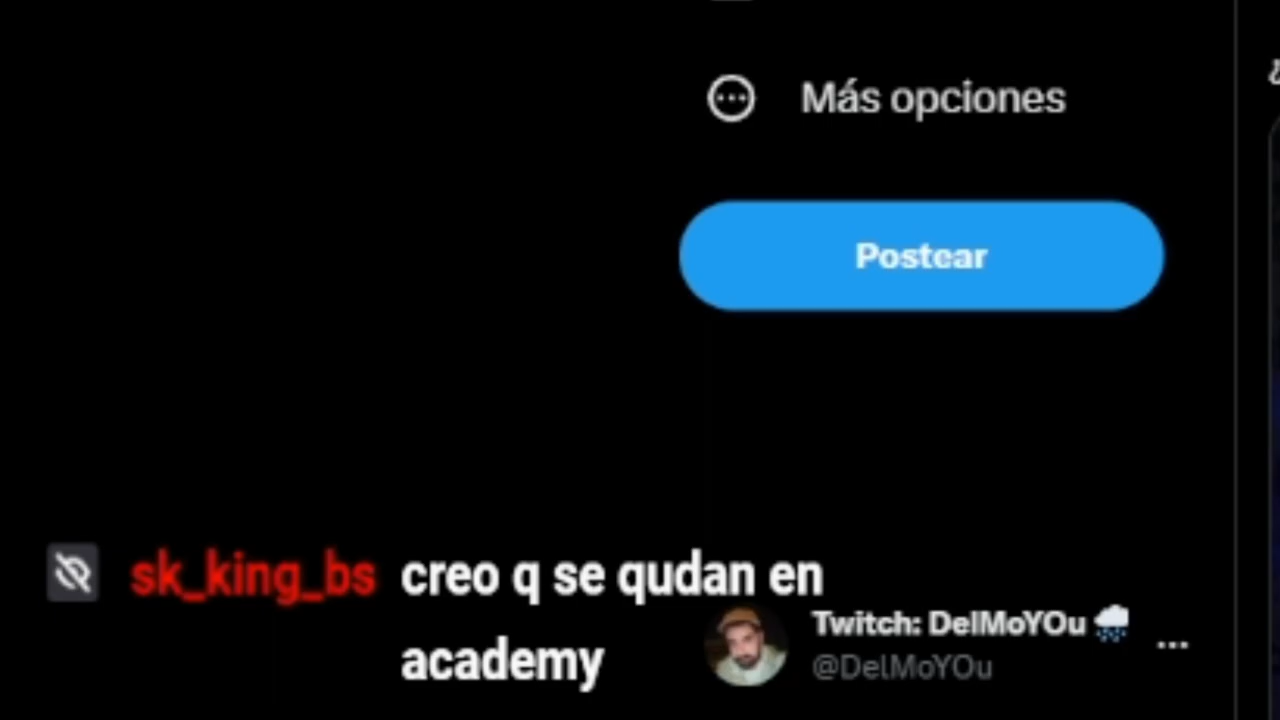 Más opciones
Postear
sk_king_bs creo q se qudan en
academy
Twitch: DelMoYOu 🌧️
@DelMoYOu